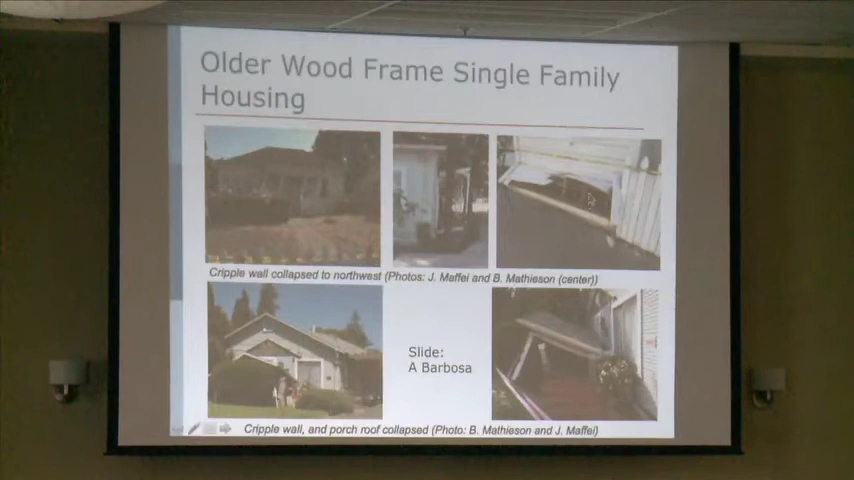 Older Wood Frame Single Family
Housing
Cripple wall collapsed to northwest (Photos: J. Maffei and B. Mathieson (center))
Slide:
A Barbosa
Cripple wall, and porch roof collapsed (Photo: B. Mathieson and J. Maffei)